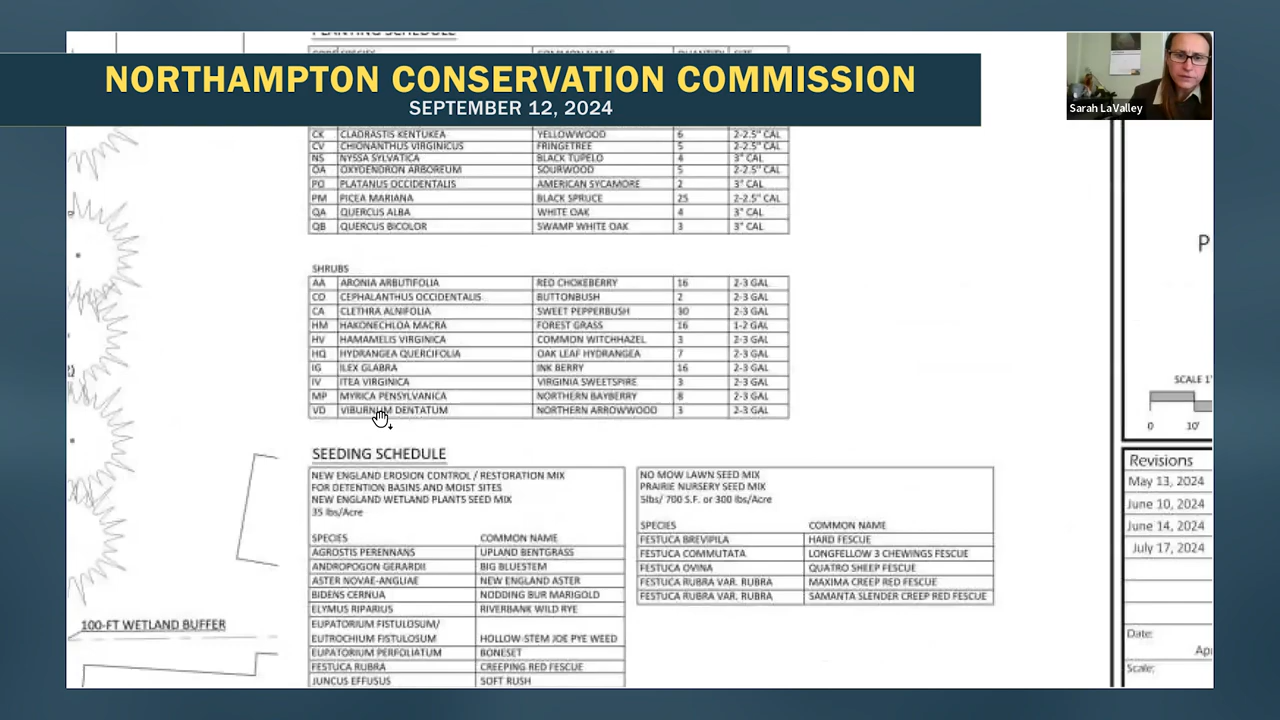 NORTHAMPTON CONSERVATION COMMISSION
SEPTEMBER 12, 2024
Sarah LaValley
PLANTING SCHEDULE
CK CLADRASTIS KENTUKEA YELLOWWOOD 6 2-2.5" CAL
CV CHIONANTHUS VIRGINICUS FRINGETREE 5 2-2.5" CAL
NS NYSSA SYLVATICA BLACK TUPELO 4 3" CAL
OA OXYDENDRON ARBOREUM SOURWOOD 5 2-2.5" CAL
PO PLATANUS OCCIDENTALIS AMERICAN SYCAMORE 2 3" CAL
PM PICEA MARIANA BLACK SPRUCE 25 2-2.5" CAL
QA QUERCUS ALBA WHITE OAK 4 3" CAL
QB QUERCUS BICOLOR SWAMP WHITE OAK 3 3" CAL
SHRUBS
AA ARONIA ARBUTIFOLIA RED CHOKEBERRY 16 2-3 GAL
CO CEPHALANTHUS OCCIDENTALIS BUTTONBUSH 2 2-3 GAL
CA CLETHRA ALNIFOLIA SWEET PEPPERBUSH 2-3 GAL
HM HAKONECHLOA MACRA FOREST GRASS 16 1-2 GAL
HV HAMAMELIS VIRGINICA COMMON WITCHHAZEL 3 2-3 GAL
HQ HYDRANGEA QUERCIFOLIA OAK LEAF HYDRANGEA 7 2-3 GAL
IG ILEX GLABRA INK BERRY 16 2-3 GAL
IV ITEA VIRGINICA VIRGINIA SWEETSPIRE 3 2-3 GAL
MP MYRICA PENSYLVANICA NORTHERN BAYBERRY 8 2-3 GAL
VD VIBURNUM DENTATUM NORTHERN ARROWWOOD 3 2-3 GAL
SEEDING SCHEDULE
NEW ENGLAND EROSION CONTROL / RESTORATION MIX
FOR DETENTION BASINS AND MOIST SITES
NEW ENGLAND WETLAND PLANTS SEED MIX
35 lbs/Acre
SPECIES COMMON NAME
AGROSTIS PERENNANS UPLAND BENTGRASS
ANDROPOGON GERARDII BIG BLUESTEM
ASTER NOVAE-ANGLIAE NEW ENGLAND ASTER
BIDENS CERNUA NODDING BUR MARIGOLD
ELYMUS RIPARIUS RIVERBANK WILD RYE
EUPATORIUM FISTULOSUM/
EUTROCHIUM FISTULOSUM HOLLOW-STEM JOE PYE WEED
EUPATORIUM PERFOLIATUM BONESET
FESTUCA RUBRA CREEPING RED FESCUE
JUNCUS EFFUSUS SOFT RUSH
NO MOW LAWN SEED MIX
PRAIRIE NURSERY SEED MIX
5lbs/ 700 S.F. or 300 lbs/Acre
SPECIES COMMON NAME
FESTUCA BREVIPILA HARD FESCUE
FESTUCA COMMUTATA LONGFELLOW 3 CHEWINGS FESCUE
FESTUCA OVINA QUATRO SHEEP FESCUE
FESTUCA RUBRA VAR. RUBRA MAXIMA CREEP RED FESCUE
FESTUCA RUBRA VAR. RUBRA SAMANTA SLENDER CREEP RED FESCUE
100-FT WETLAND BUFFER
P
SCALE 1"
0 10'
Revisions
May 13, 2024
June 10, 2024
June 14, 2024
July 17, 2024
Date:
Ap
Scale: